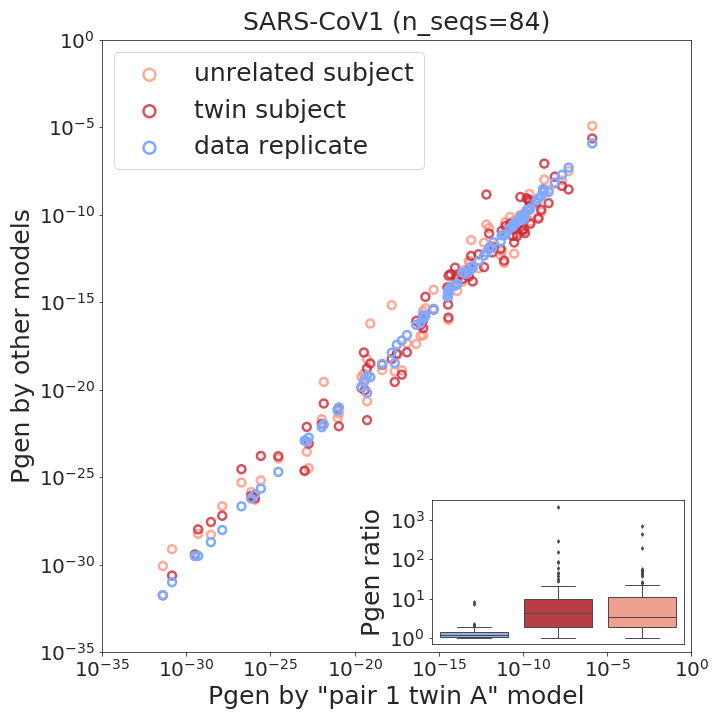 SARS-CoV1 (n_seqs=84)
unrelated subject
twin subject
data replicate
Pgen by other models
10^0
10^-5
10^-10
10^-15
10^-20
10^-25
10^-30
10^-35
Pgen ratio
10^3
10^2
10^1
10^0
10^-35
10^-30
10^-25
10^-20
10^-15
10^-10
10^-5
10^0
Pgen by "pair 1 twin A" model